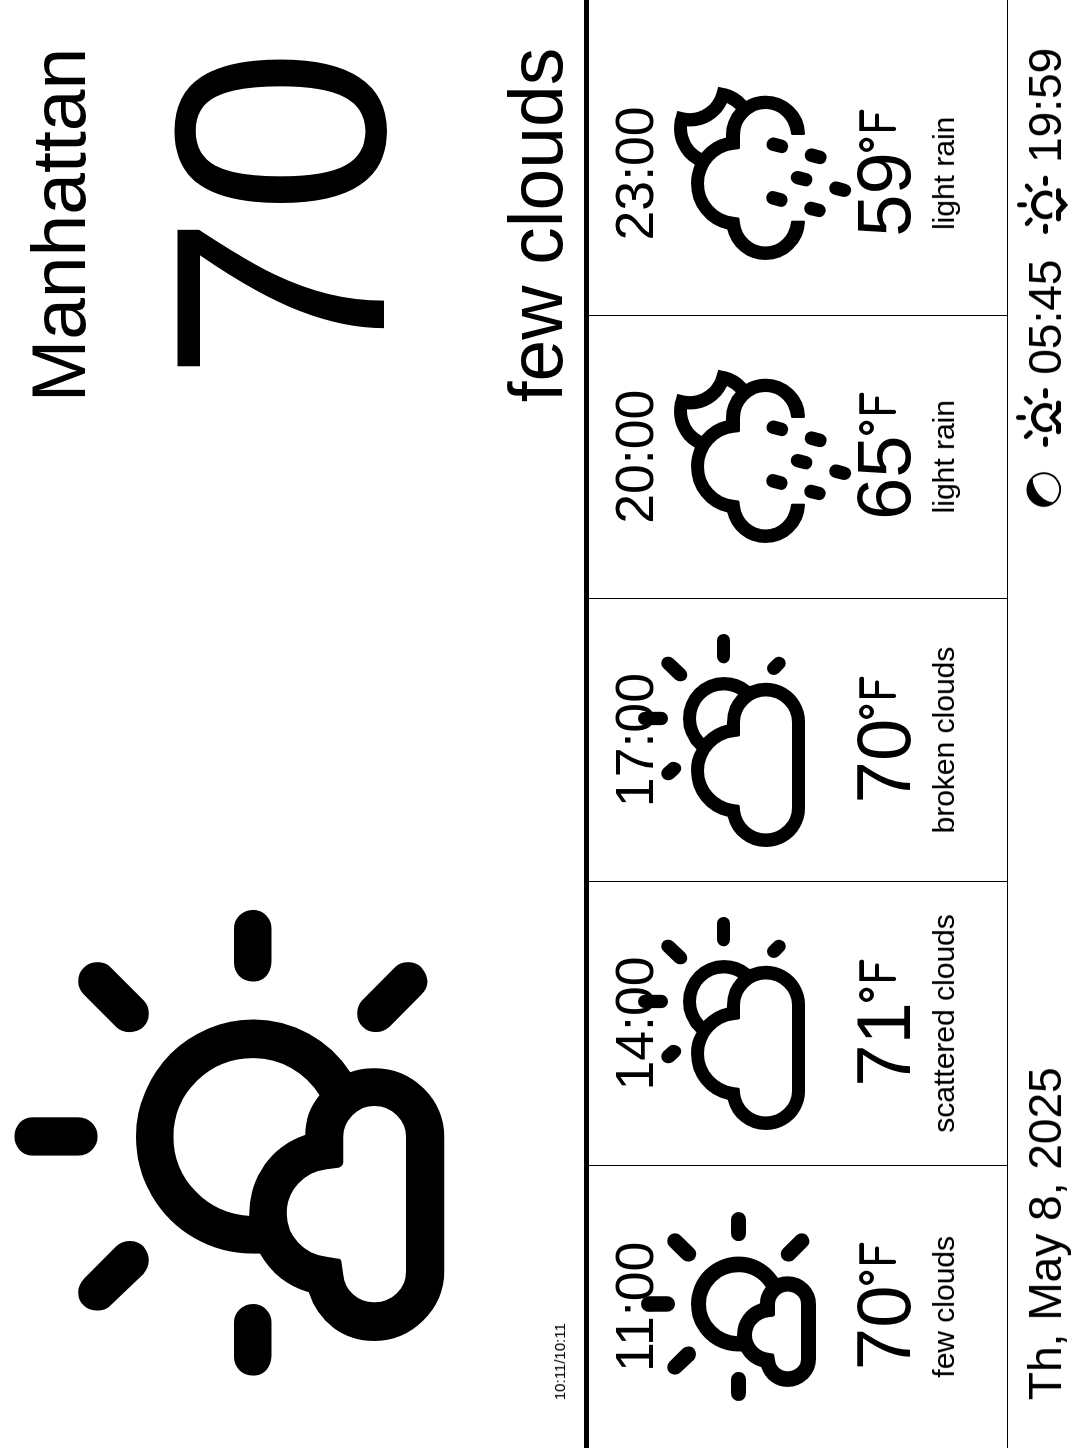 Manhattan
70
few clouds
10:11/10:11
11:00
70°F
few clouds
14:00
71°F
scattered clouds
17:00
70°F
broken clouds
20:00
65°F
light rain
23:00
59°F
light rain
Th, May 8, 2025
05:45
19:59